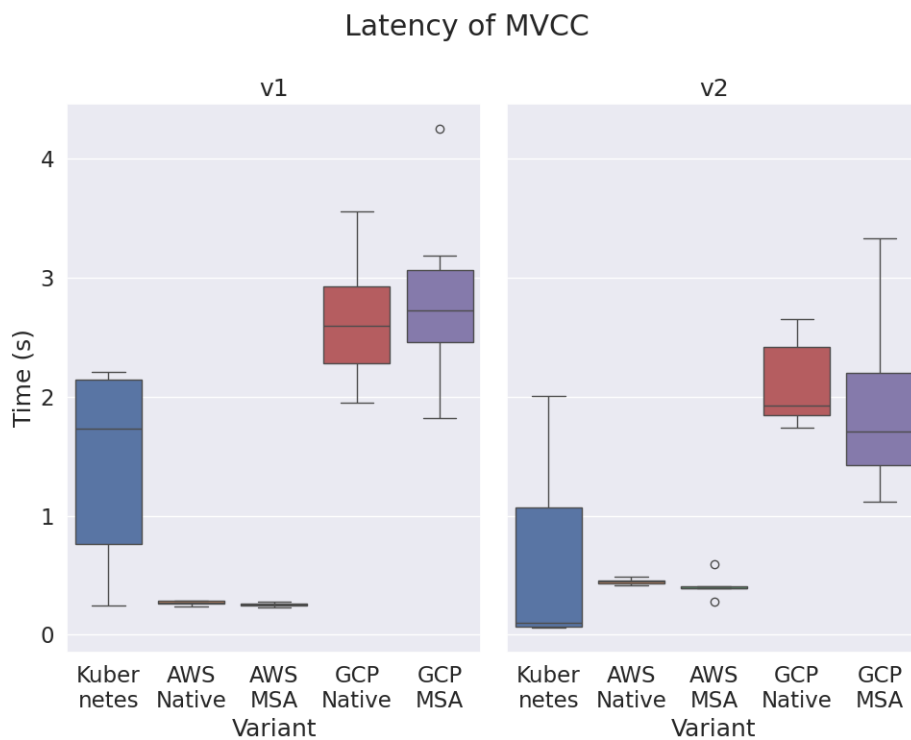 Latency of MVCC
v1
v2
Time (s)
4
3
2
1
0
Kuber
netes
AWS
Native
AWS
MSA
GCP
Native
GCP
MSA
Variant
Kuber
netes
AWS
Native
AWS
MSA
GCP
Native
GCP
MSA
Variant